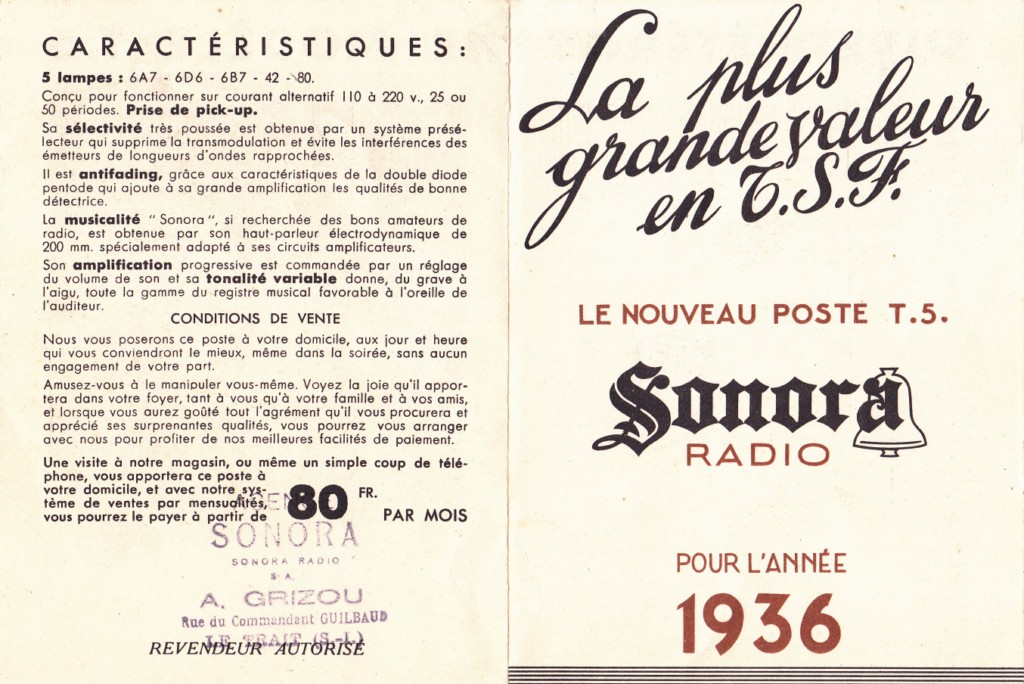 CARACTÉRISTIQUES :
5 lampes : 6A7 - 6D6 - 6B7 - 42 - 80.
Conçu pour fonctionner sur courant alternatif 110 à 220 v., 25 ou
50 périodes. Prise de pick-up.
Sa sélectivité très poussée est obtenue par un système présé-
lecteur qui supprime la transmodulation et évite les interférences des
émetteurs de longueurs d'ondes rapprochées.
Il est antifading, grâce aux caractéristiques de la double diode
pentode qui ajoute à sa grande amplification les qualités de bonne
détectrice.
La musicalité " Sonora ", si recherchée des bons amateurs de
radio, est obtenue par son haut-parleur électrodynamique de
200 mm. spécialement adapté à ses circuits amplificateurs.
Son amplification progressive est commandée par un réglage
du volume de son et sa tonalité variable donne, du grave à
l'aigu, toute la gamme du registre musical favorable à l'oreille de
l'auditeur.
CONDITIONS DE VENTE
Nous vous poserons ce poste à votre domicile, aux jour et heure
qui vous conviendront le mieux, même dans la soirée, sans aucun
engagement de votre part.
Amusez-vous à le manipuler vous-même. Voyez la joie qu'il appor-
tera dans votre foyer, tant à vous qu'à votre famille et à vos amis,
et lorsque vous aurez goûté tout l'agrément qu'il vous procurera et
apprécié ses surprenantes qualités, vous pourrez vous arranger
avec nous pour profiter de nos meilleures facilités de paiement.
Une visite à notre magasin, ou même un simple coup de télé-
phone, vous apportera ce poste à
votre domicile, et avec notre sys-
tème de ventes par mensualités,
vous pourrez le payer à partir de 80 FR.
PAR MOIS
SONORA
SONORA RADIO
S.A.
A. GRIZOU
Rue du Commandant GUILBAUD
LE TRAIT (S.-I.)
REVENDEUR AUTORISÉ
La plus
grande valeur
en T.S.F.
LE NOUVEAU POSTE T.5.
Sonora
RADIO
POUR L'ANNÉE
1936